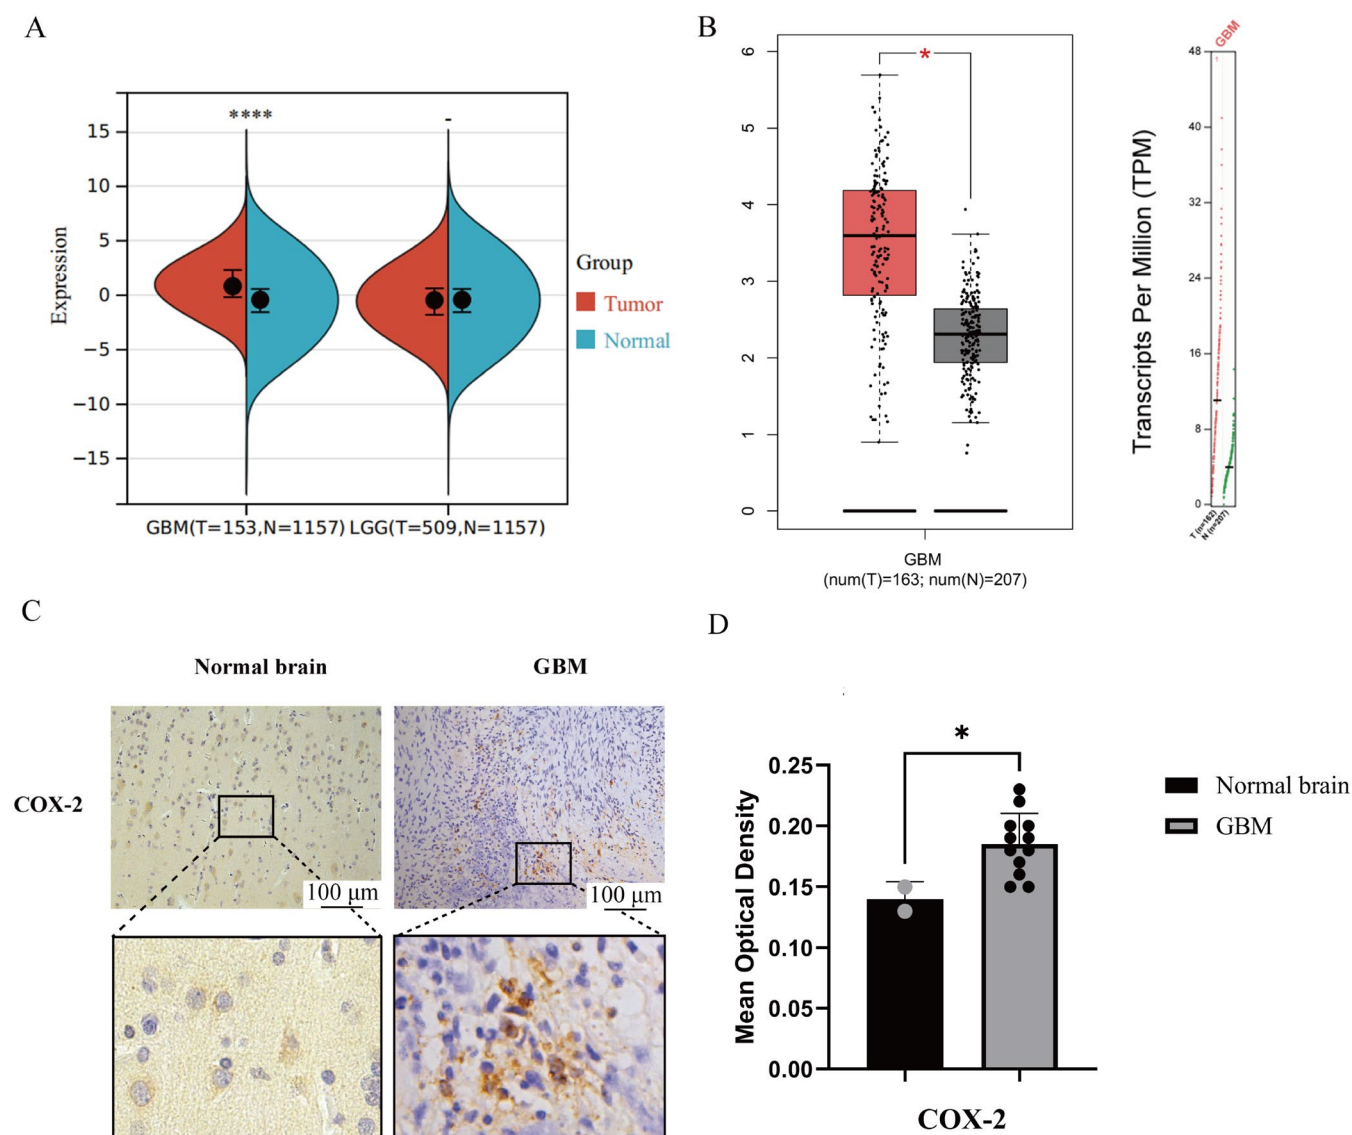 A
Expression
15
10
5
0
−5
−10
−15
****
-
GBM(T=153,N=1157) LGG(T=509,N=1157)
Group
Tumor
Normal
B
6
5
4
3
2
1
0
*
GBM
(num(T)=163; num(N)=207)
Transcripts Per Million (TPM)
GBM
48
40
32
24
16
8
0
T (n=162)
N (n=207)
C
Normal brain
GBM
COX-2
100 μm
100 μm
D
*
Mean Optical Density
0.25
0.20
0.15
0.10
0.05
0.00
COX-2
Normal brain
GBM